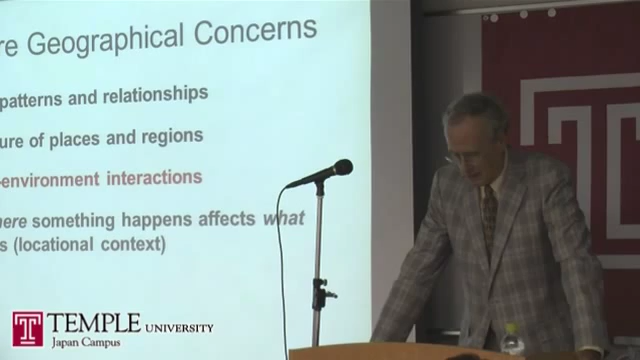 re Geographical Concerns
patterns and relationships
ure of places and regions
-environment interactions
here something happens affects what
s (locational context)
T
T TEMPLE UNIVERSITY
Japan Campus